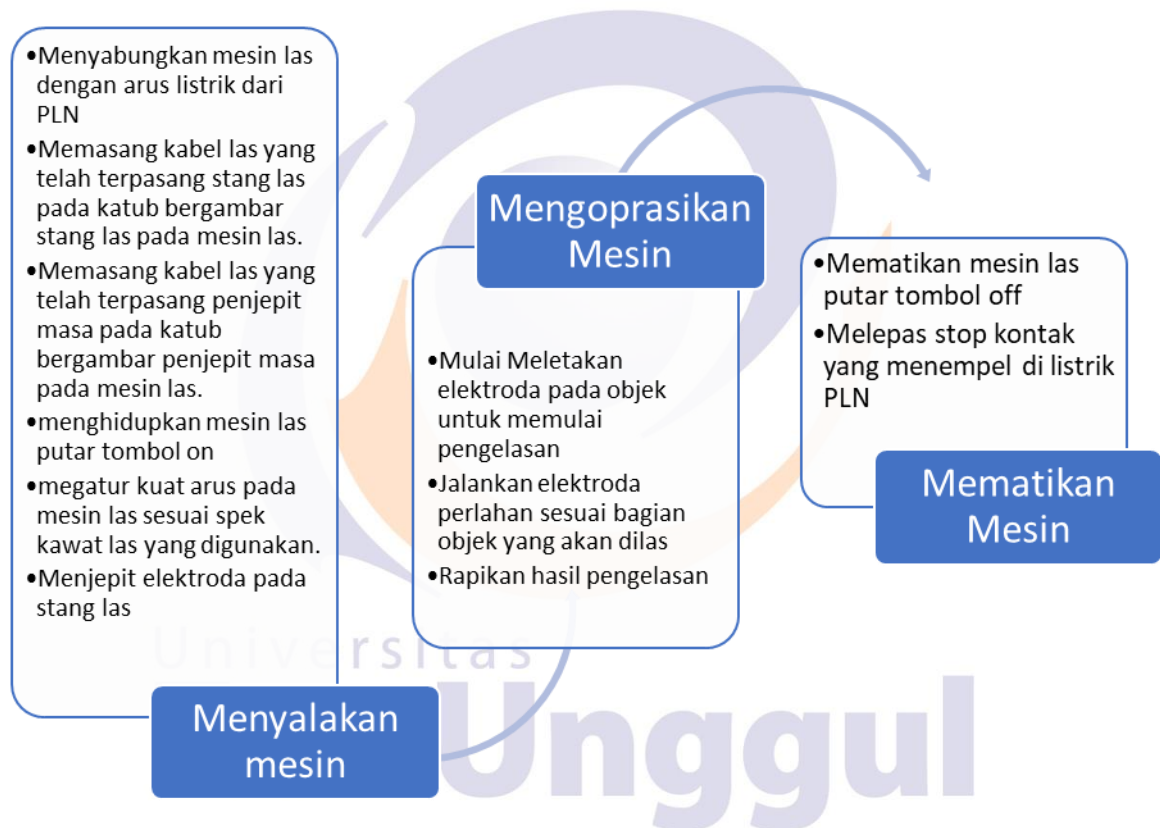 •Menyabungkan mesin las
dengan arus listrik dari
PLN
•Memasang kabel las yang
telah terpasang stang las
pada katub bergambar
stang las pada mesin las.
•Memasang kabel las yang
telah terpasang penjepit
masa pada katub
bergambar penjepit masa
pada mesin las.
•menghidupkan mesin las
putar tombol on
•megatur kuat arus pada
mesin las sesuai spek
kawat las yang digunakan.
•Menjepit elektroda pada
stang las
Menyalakan
mesin
Mengoprasikan
Mesin
•Mulai Meletakan
elektroda pada objek
untuk memulai
pengelasan
•Jalankan elektroda
perlahan sesuai bagian
objek yang akan dilas
•Rapikan hasil pengelasan
•Mematikan mesin las
putar tombol off
•Melepas stop kontak
yang menempel di listrik
PLN
Mematikan
Mesin
Universitas
Unggul